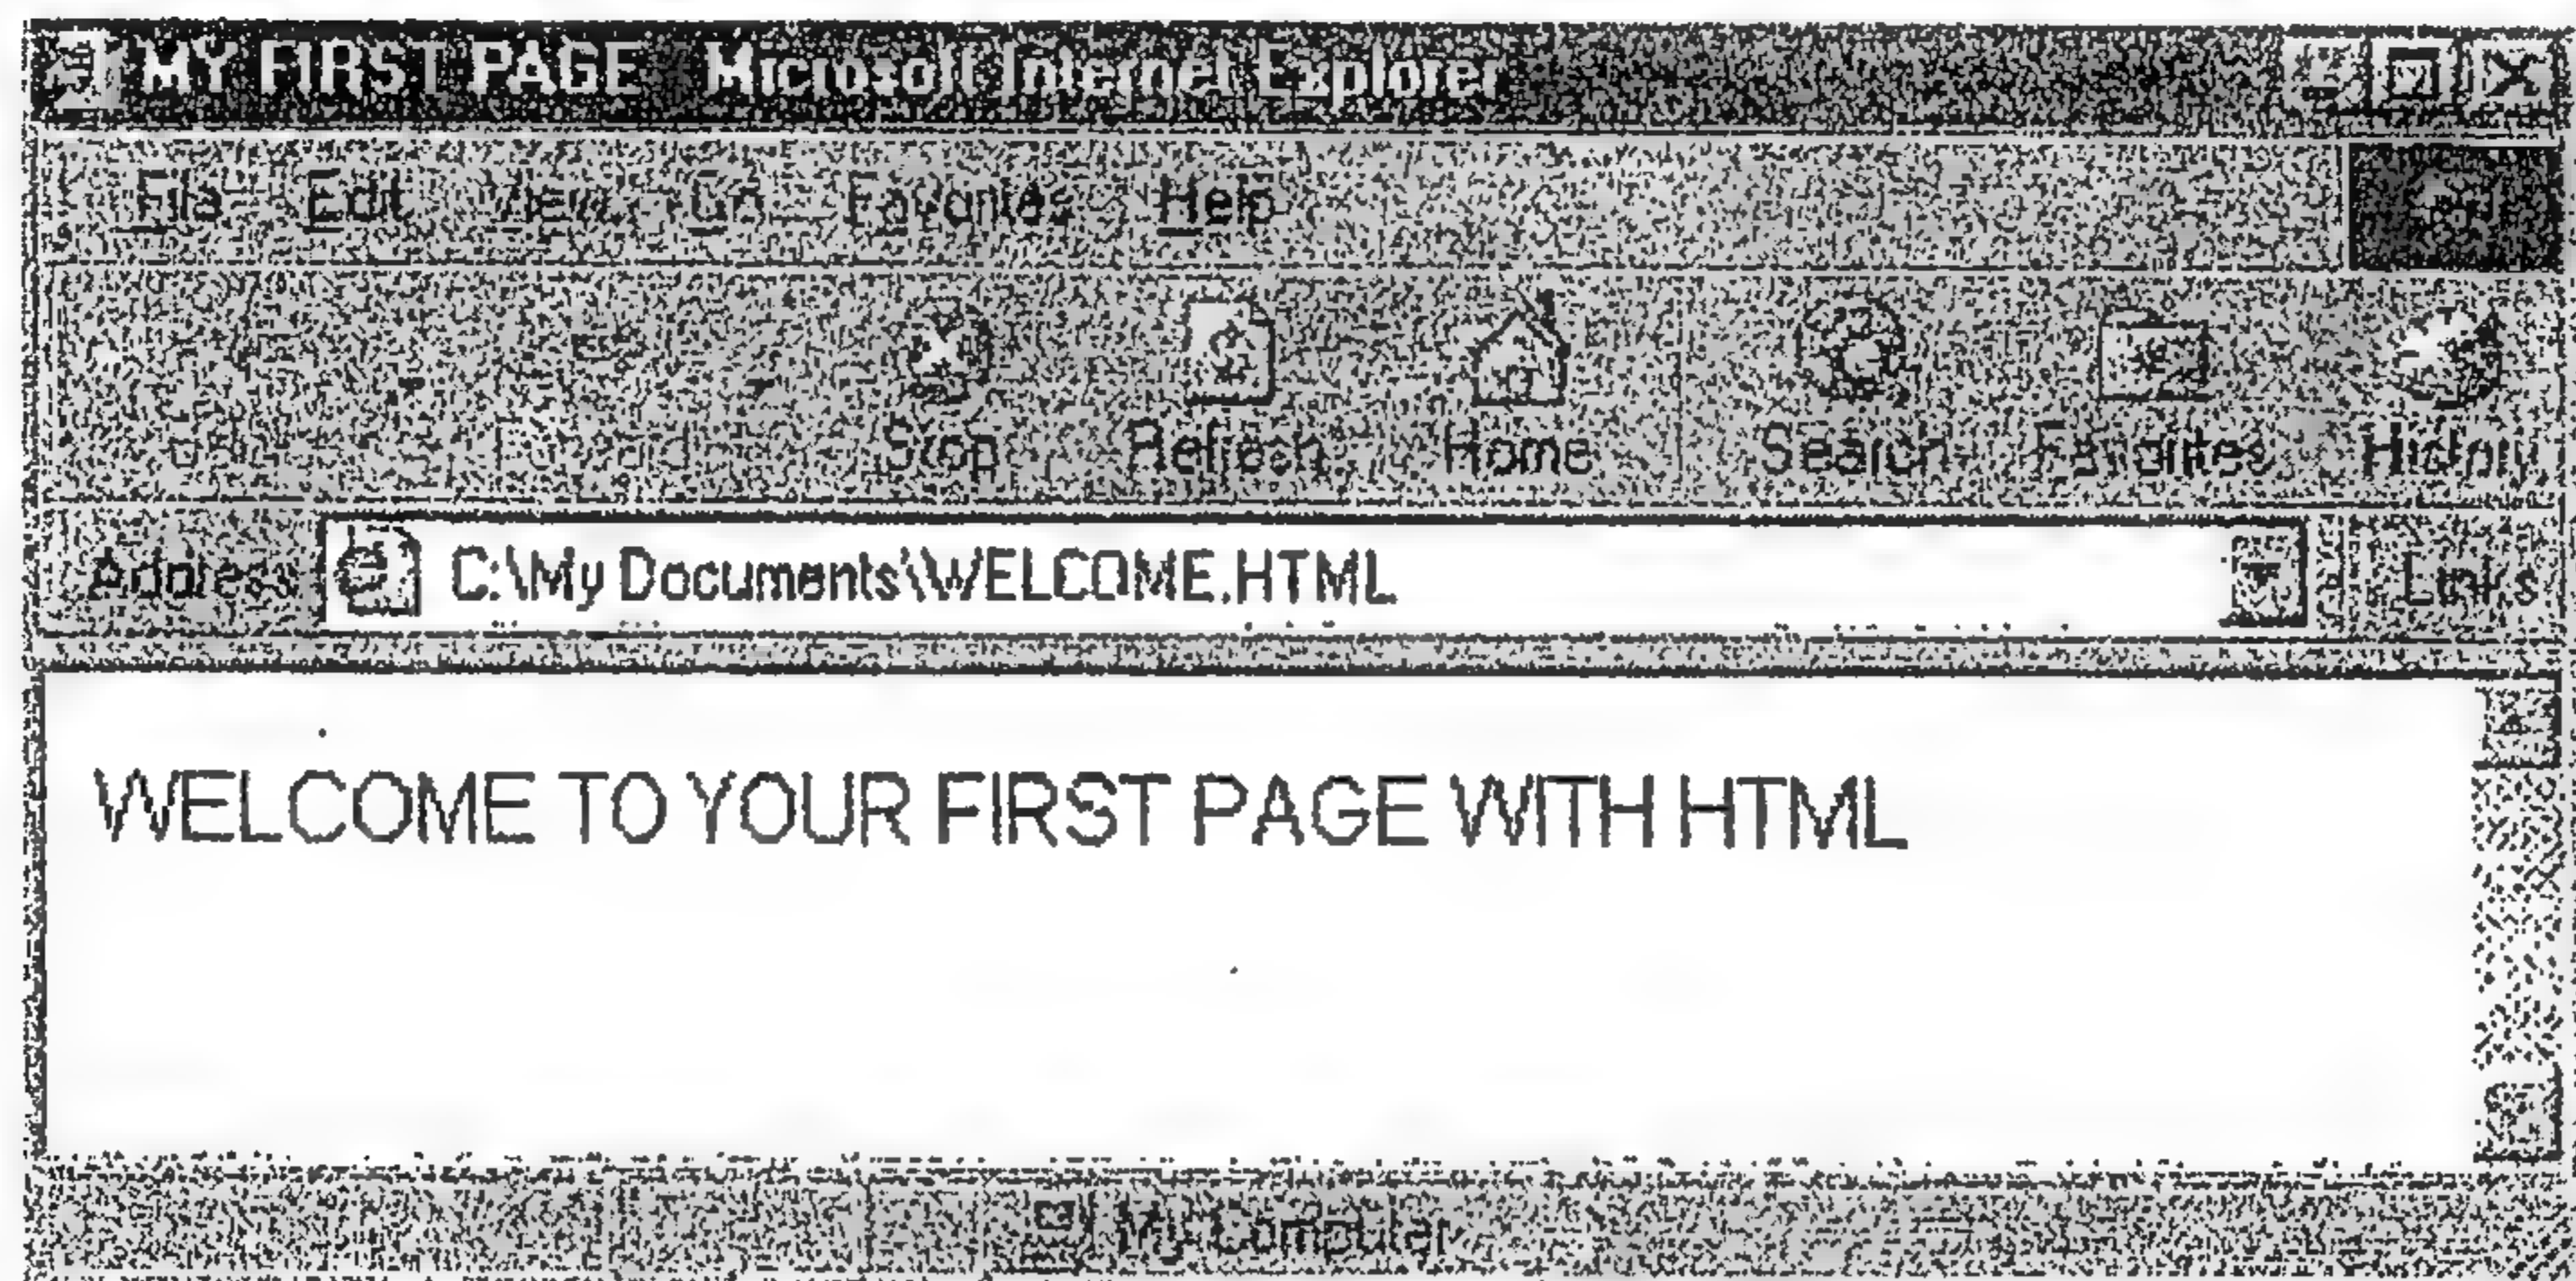 MY FIRST PAGE Microsoft Internet Explorer
File Edit View Go Favorites Help
Stop Refresh Home Search Favorites History
Address C:\My Documents\WELCOME.HTML Links
WELCOME TO YOUR FIRST PAGE WITH HTML
My Computer